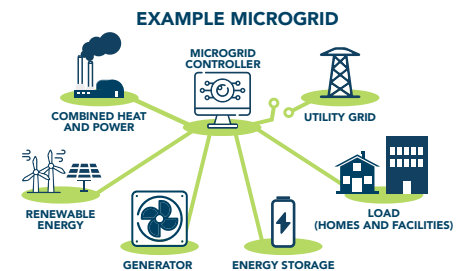 EXAMPLE MICROGRID
MICROGRID
CONTROLLER
COMBINED HEAT
AND POWER
UTILITY GRID
RENEWABLE
ENERGY
LOAD
(HOMES AND FACILITIES)
GENERATOR
ENERGY STORAGE